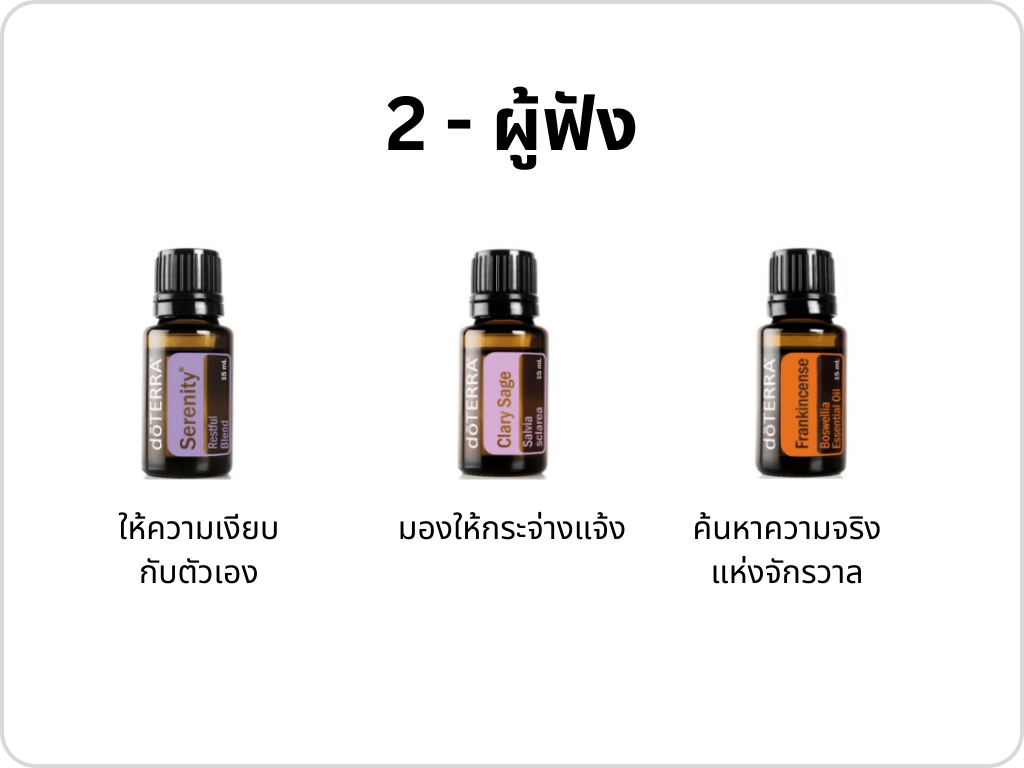 2 - ผู้ฟัง
dōTERRA
Serenity®
Restful
Blend
15 mL
dōTERRA
Clary Sage
Salvia
sclarea
15 mL
dōTERRA
Frankincense
Boswellia
Essential Oil
15 mL
ให้ความเงียบ
กับตัวเอง
มองให้กระจ่างแจ้ง
ค้นหาความจริง
แห่งจักรวาล